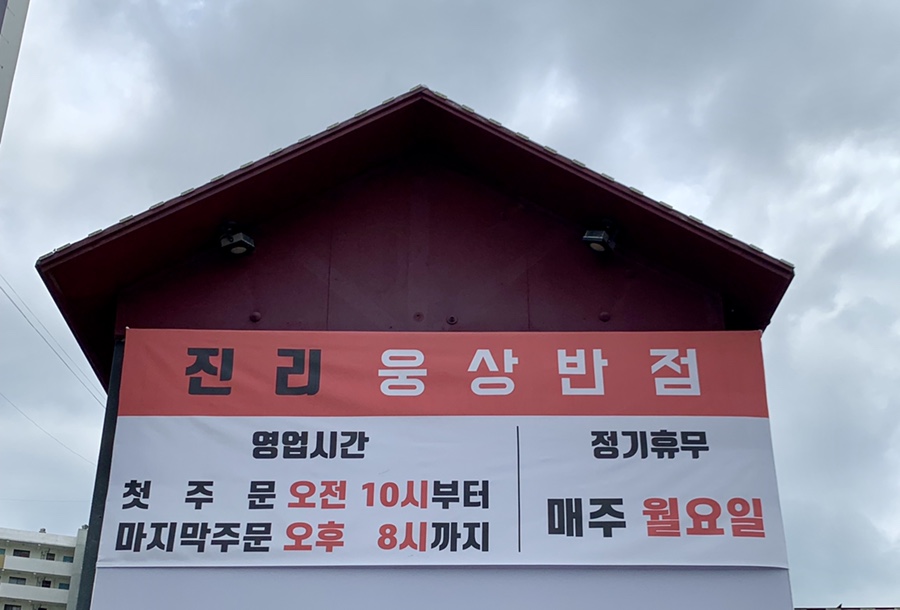 진리 웅상반점
영업시간
첫 주 문 오전 10시부터
마지막주문 오후 8시까지
정기휴무
매주 월요일